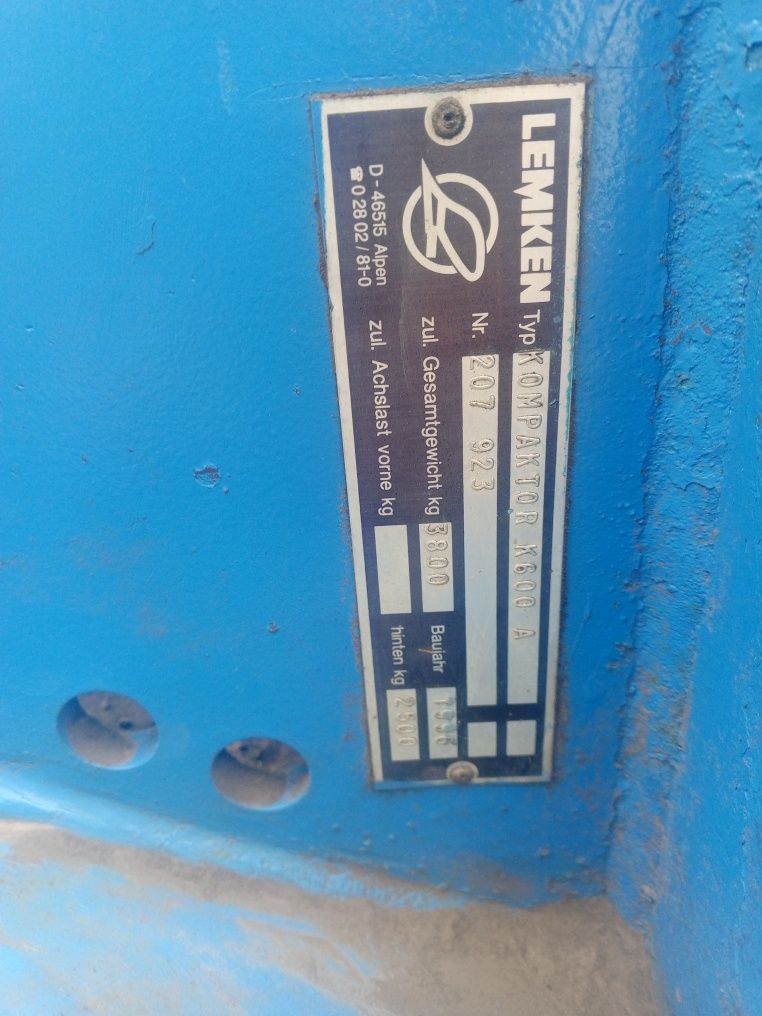 LEMKEN Typ KOMPAKTOR K600 A
Nr. 207 923
zul. Gesamtgewicht kg 3800 Baujahr 1996
D-46515 Alpen
☎ 0 28 02 / 81-0
zul. Achslast vorne kg hinten kg 2500